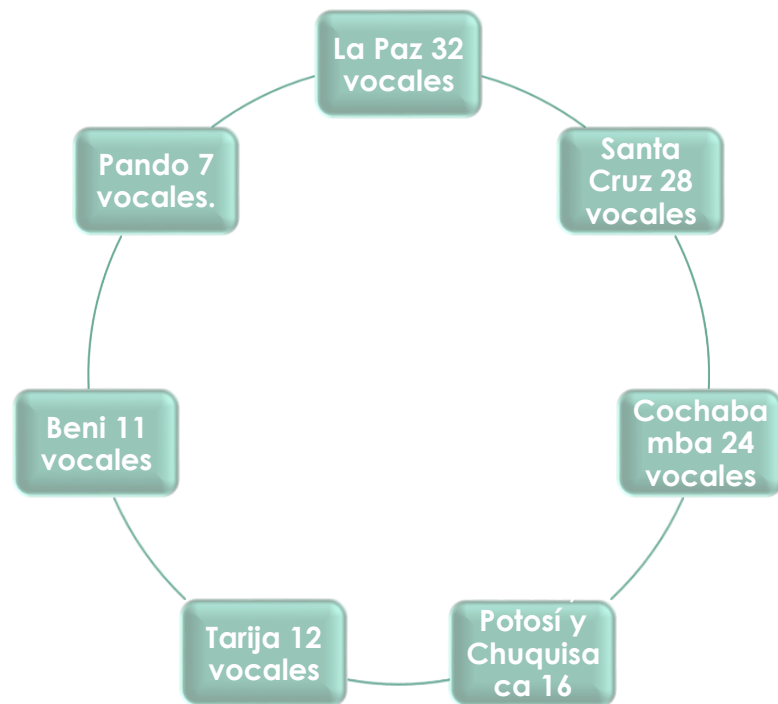 La Paz 32
vocales
Santa
Cruz 28
vocales
Cochaba
mba 24
vocales
Potosí y
Chuquisa
ca 16
Tarija 12
vocales
Beni 11
vocales
Pando 7
vocales.